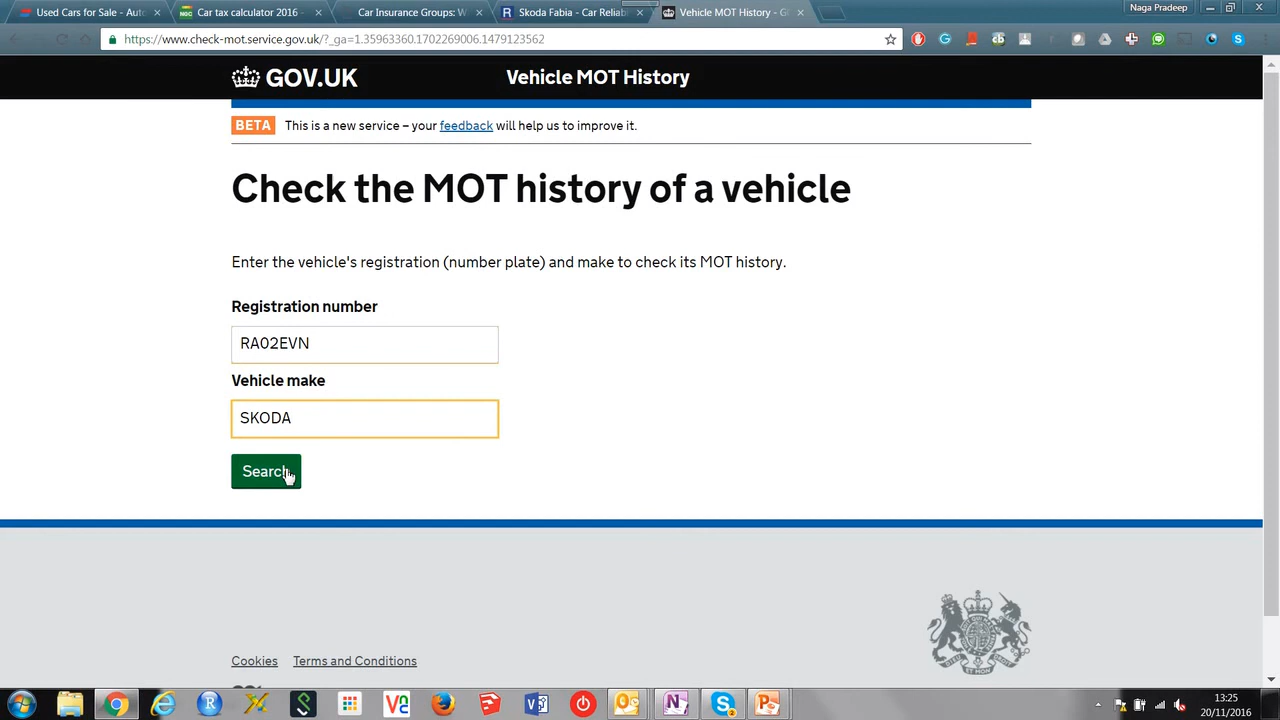 Naga Pradeep
Used Cars for Sale - Auto
Car tax calculator 2016 -
Car Insurance Groups: W
Skoda Fabia - Car Reliabi
Vehicle MOT History - G
https://www.check-mot.service.gov.uk/?_ga=1.35963360.1702269006.1479123562
GOV.UK
Vehicle MOT History
BETA
This is a new service – your feedback will help us to improve it.
Check the MOT history of a vehicle
Enter the vehicle's registration (number plate) and make to check its MOT history.
Registration number
RA02EVN
Vehicle make
SKODA
Search
Cookies
Terms and Conditions
13:25
20/11/2016